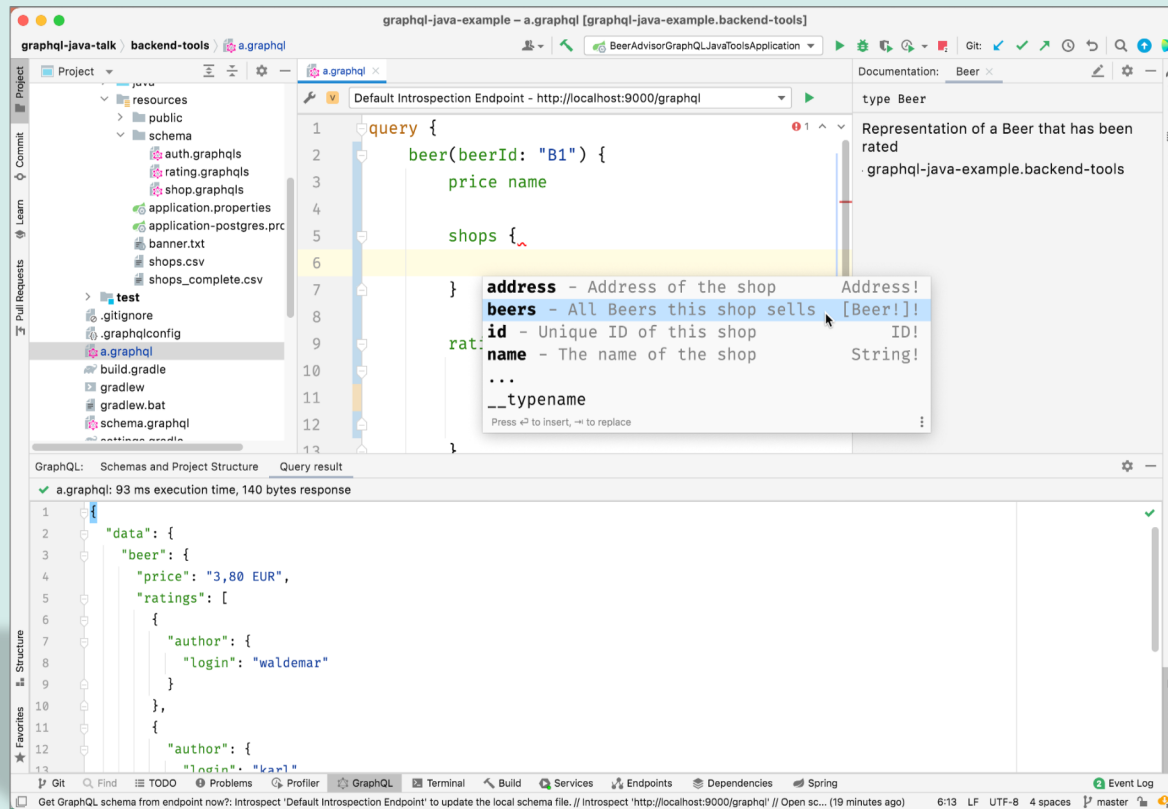 graphql-java-example – a.graphql [graphql-java-example.backend-tools]
graphql-java-talk backend-tools a.graphql BeerAdvisorGraphQLJavaToolsApplication Git:
Project a.graphql Documentation: Beer
Project
Commit
Learn
Pull Requests
Structure
Favorites
java
resources
public
schema
auth.graphqls
rating.graphqls
shop.graphqls
application.properties
application-postgres.prc
banner.txt
shops.csv
shops_complete.csv
test
.gitignore
.graphqlconfig
a.graphql
build.gradle
gradlew
gradlew.bat
schema.graphql
settings.gradle
V Default Introspection Endpoint - http://localhost:9000/graphql
1 query { 1
2 beer(beerId: "B1") {
3 price name
4
5 shops {
6
7 }
8
9 rati
10
11
12
13 }
address – Address of the shop Address!
beers – All Beers this shop sells [Beer!]!
id – Unique ID of this shop ID!
name – The name of the shop String!
...
__typename
Press ↩ to insert, ⇥ to replace
type Beer
Representation of a Beer that has been
rated
graphql-java-example.backend-tools
GraphQL: Schemas and Project Structure Query result
a.graphql: 93 ms execution time, 140 bytes response
1 {
2 "data": {
3 "beer": {
4 "price": "3,80 EUR",
5 "ratings": [
6 {
7 "author": {
8 "login": "waldemar"
9 }
10 },
11 {
12 "author": {
13 "login": "karl"
Git Find TODO Problems Profiler GraphQL Terminal Build Services Endpoints Dependencies Spring 2 Event Log
Get GraphQL schema from endpoint now?: Introspect 'Default Introspection Endpoint' to update the local schema file. // Introspect 'http://localhost:9000/graphql' // Open sc... (19 minutes ago) 6:13 LF UTF-8 4 spaces master